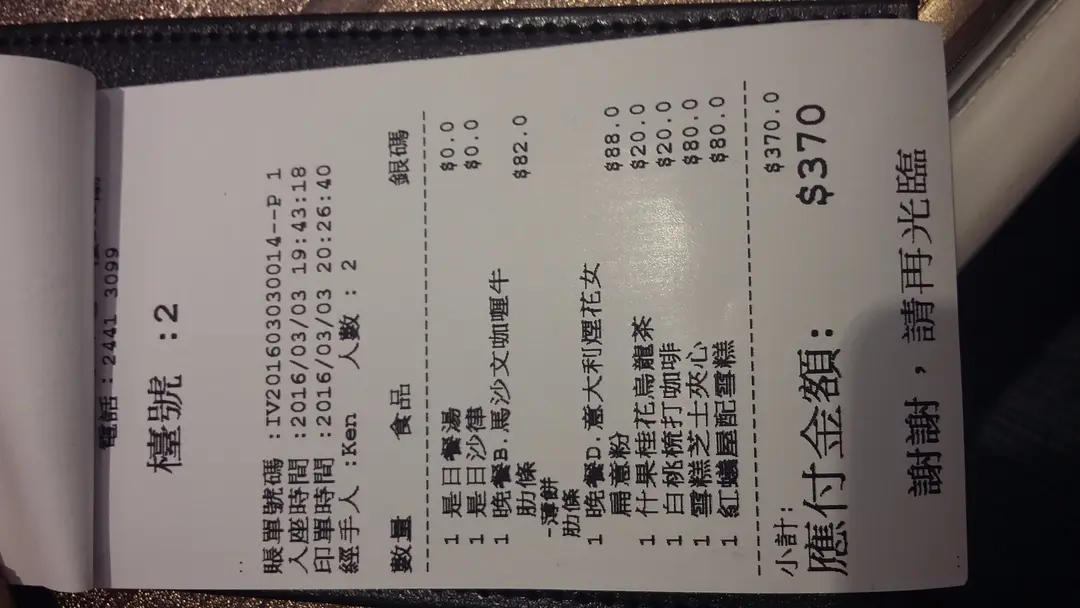 電話：2441 3099
檯號 :2
賬單號碼 :IV201603030014--P 1
入座時間 :2016/03/03 19:43:18
印單時間 :2016/03/03 20:26:40
經手人 :Ken 人數 : 2
數量 食品 銀碼
1 是日餐湯 $0.0
1 是日沙律 $0.0
1 晚餐B.馬沙文咖喱牛 $82.0
肋條
-薄餅
肋條
1 晚餐D.意大利煙花女 $88.0
扁意粉
1 什果桂花烏龍茶 $20.0
1 白桃梳打咖啡 $20.0
1 雪糕芝士夾心 $80.0
1 紅蟻屋配雪糕 $80.0
小計: $370.0
應付金額: $370
謝謝，請再光臨